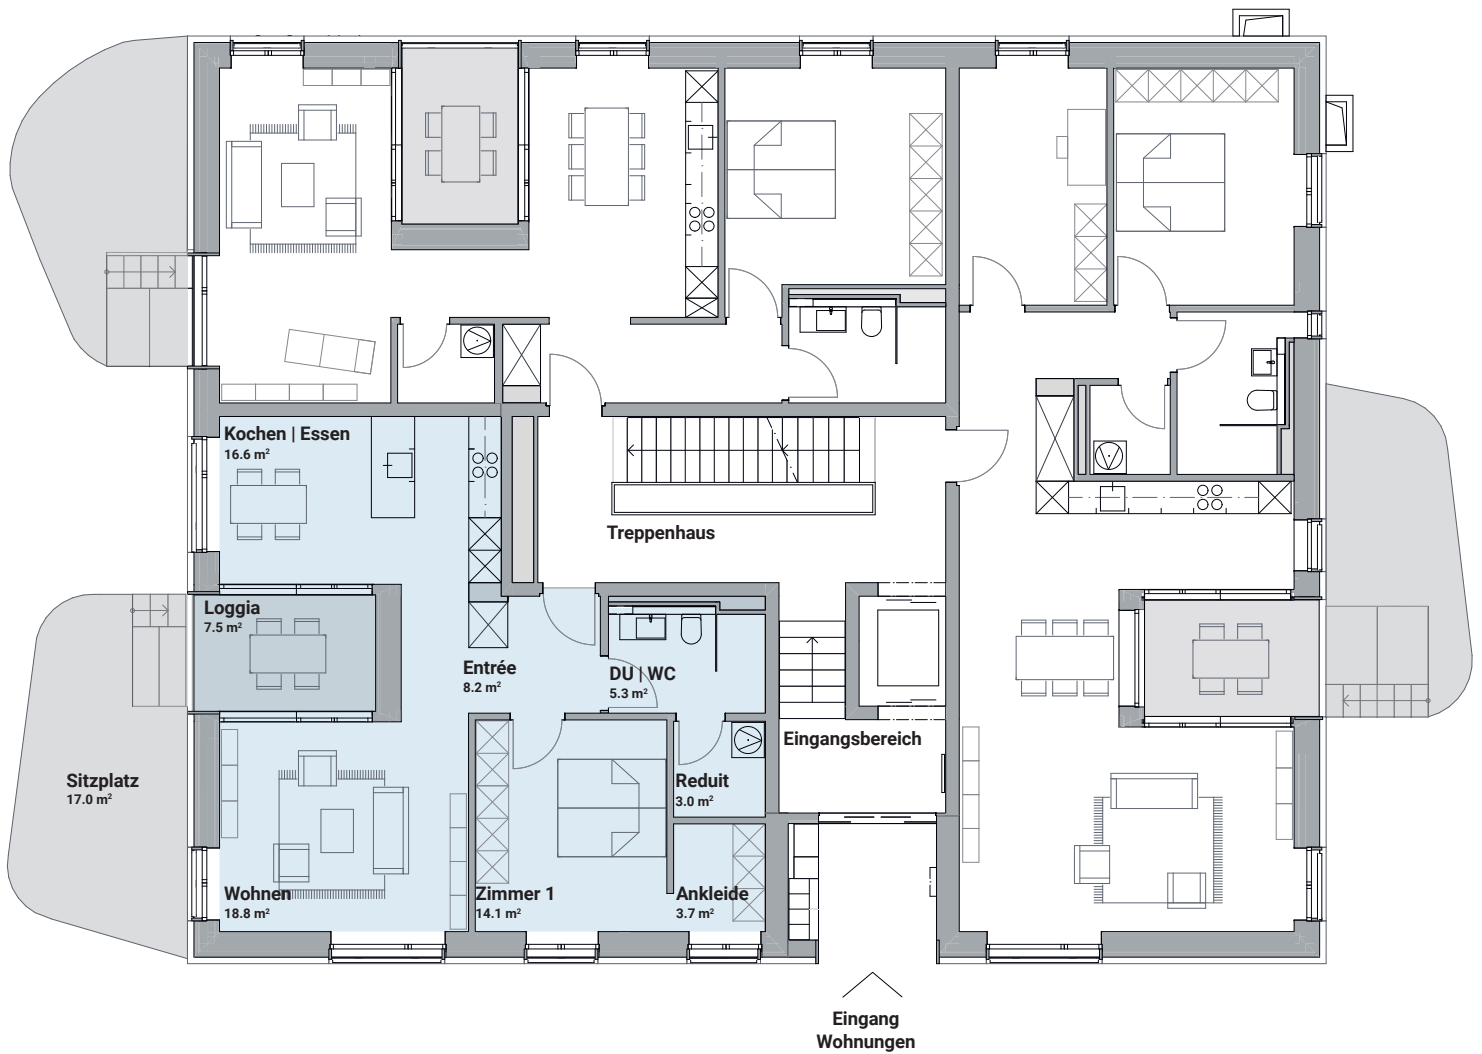 Kochen | Essen
16.6 m²
Treppenhaus
Loggia
7.5 m²
Entrée
8.2 m²
DU | WC
5.3 m²
Eingangsbereich
Sitzplatz
17.0 m²
Reduit
3.0 m²
Wohnen
18.8 m²
Zimmer 1
14.1 m²
Ankleide
3.7 m²
Eingang
Wohnungen